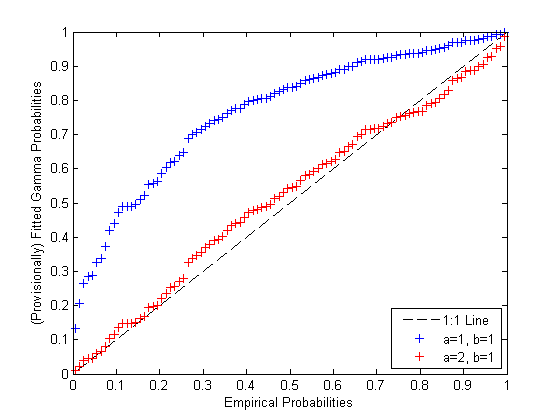 (Provisionally) Fitted Gamma Probabilities
1
0.9
0.8
0.7
0.6
0.5
0.4
0.3
0.2
0.1
0
0 0.1 0.2 0.3 0.4 0.5 0.6 0.7 0.8 0.9 1
Empirical Probabilities
1:1 Line
a=1, b=1
a=2, b=1